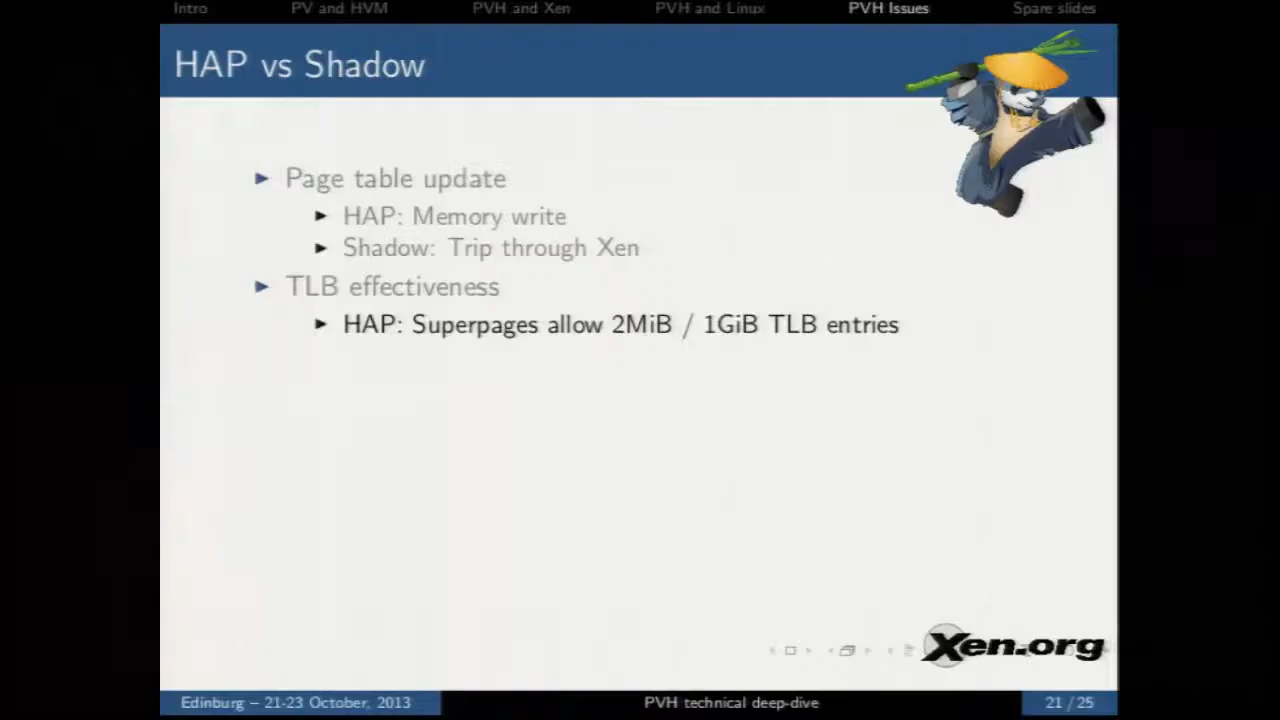 Intro PV and HVM PVH and Xen PVH and Linux PVH Issues Spare slides
HAP vs Shadow
Page table update
HAP: Memory write
Shadow: Trip through Xen
TLB effectiveness
HAP: Superpages allow 2MiB / 1GiB TLB entries
Xen.org
Edinburgh – 21-23 October, 2013 PVH technical deep-dive 21 / 25